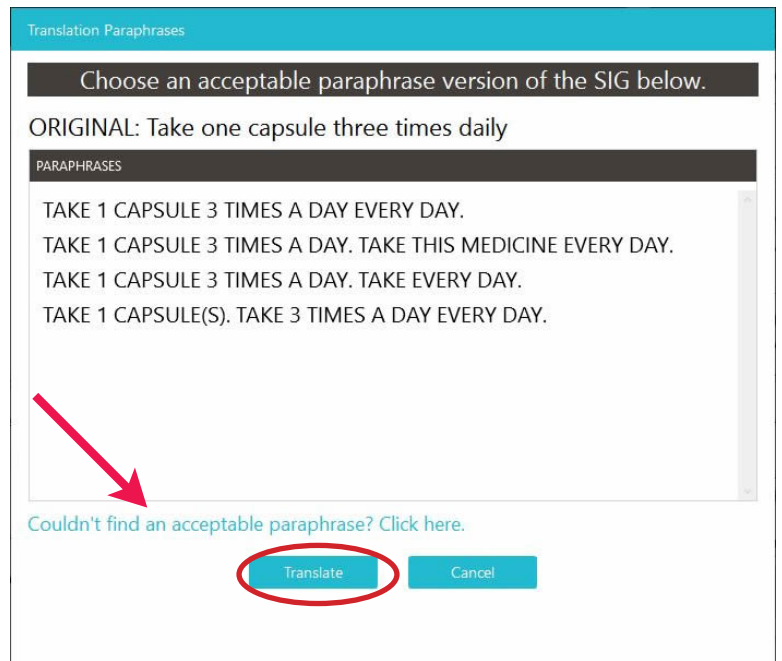 Translation Paraphrases
Choose an acceptable paraphrase version of the SIG below.
ORIGINAL: Take one capsule three times daily
PARAPHRASES
TAKE 1 CAPSULE 3 TIMES A DAY EVERY DAY.
TAKE 1 CAPSULE 3 TIMES A DAY. TAKE THIS MEDICINE EVERY DAY.
TAKE 1 CAPSULE 3 TIMES A DAY. TAKE EVERY DAY.
TAKE 1 CAPSULE(S). TAKE 3 TIMES A DAY EVERY DAY.
Couldn't find an acceptable paraphrase? Click here.
Translate Cancel